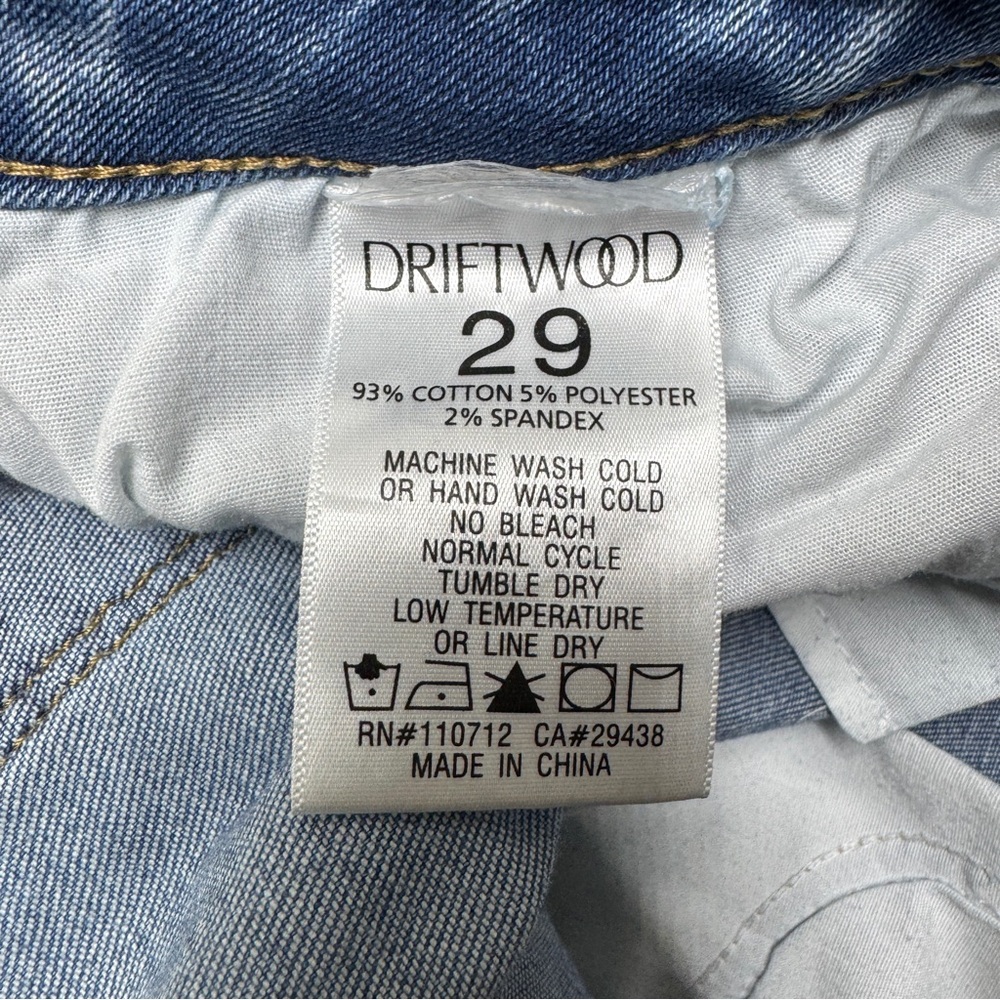 DRIFTWOOD
29
93% COTTON 5% POLYESTER
2% SPANDEX
MACHINE WASH COLD
OR HAND WASH COLD
NO BLEACH
NORMAL CYCLE
TUMBLE DRY
LOW TEMPERATURE
OR LINE DRY
RN#110712 CA#29438
MADE IN CHINA